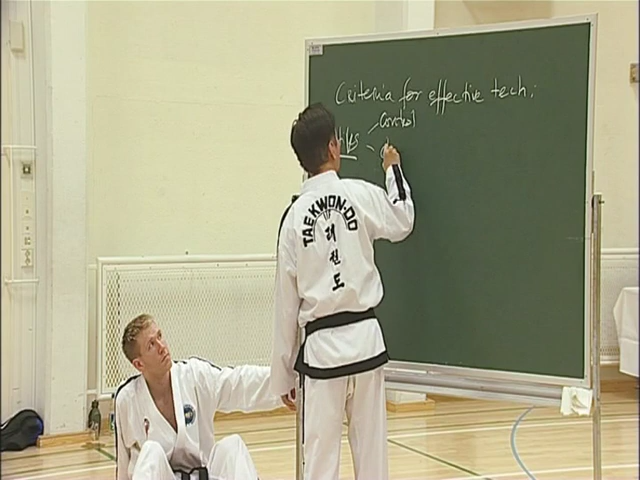 Criteria for effective tech;
Control
TAEKWON-DO
태
권
도